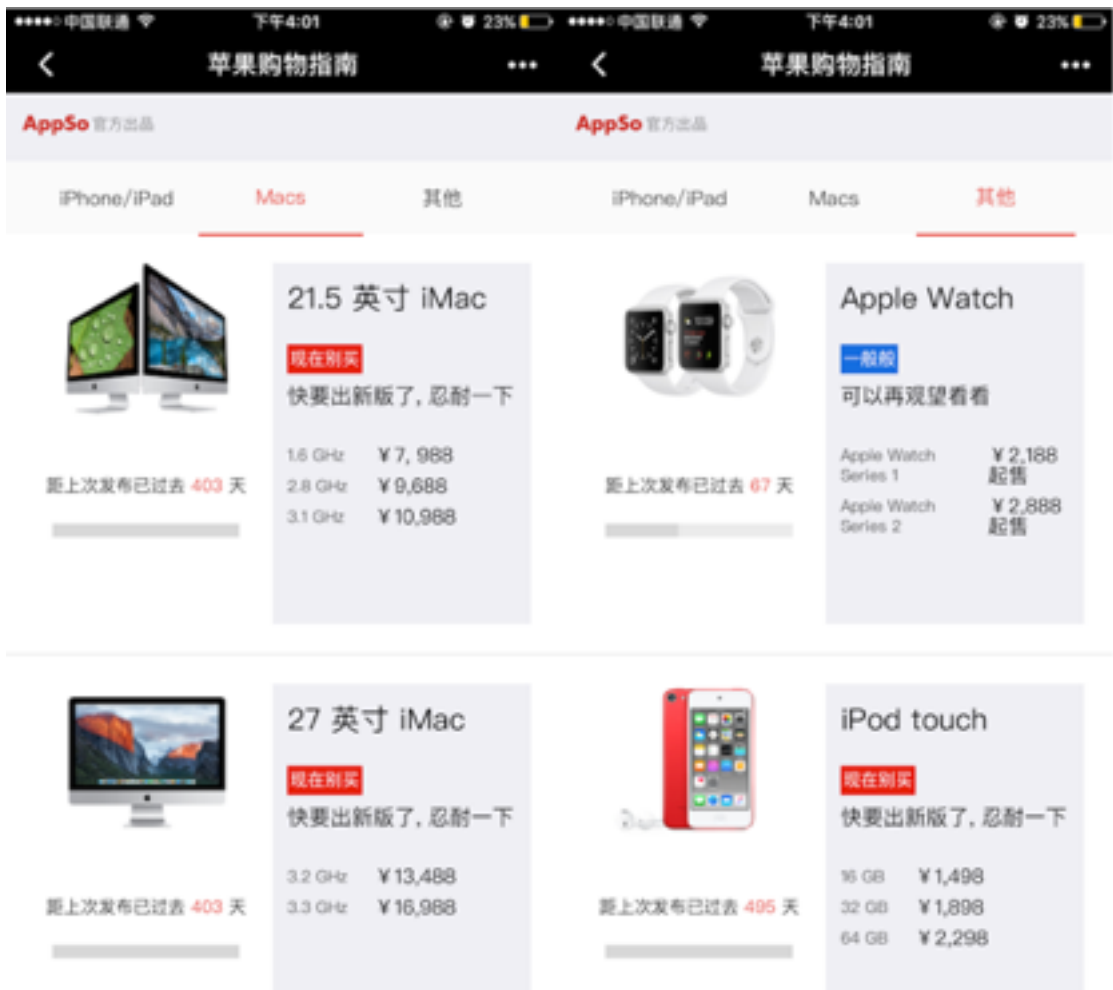 中国联通 下午4:01 23%
苹果购物指南
AppSo 官方出品
iPhone/iPad Macs 其他
21.5 英寸 iMac
现在别买
快要出新版了, 忍耐一下
1.6 GHz ¥7, 988
2.8 GHz ¥9,688
3.1 GHz ¥10,988
距上次发布已过去 403 天
27 英寸 iMac
现在别买
快要出新版了, 忍耐一下
3.2 GHz ¥13,488
3.3 GHz ¥16,988
距上次发布已过去 403 天
中国联通 下午4:01 23%
苹果购物指南
AppSo 官方出品
iPhone/iPad Macs 其他
Apple Watch
一般般
可以再观望看看
Apple Watch ¥2,188
Series 1 起售
Apple Watch ¥2,888
Series 2 起售
距上次发布已过去 67 天
iPod touch
现在别买
快要出新版了, 忍耐一下
16 GB ¥1,498
32 GB ¥1,898
64 GB ¥2,298
距上次发布已过去 495 天